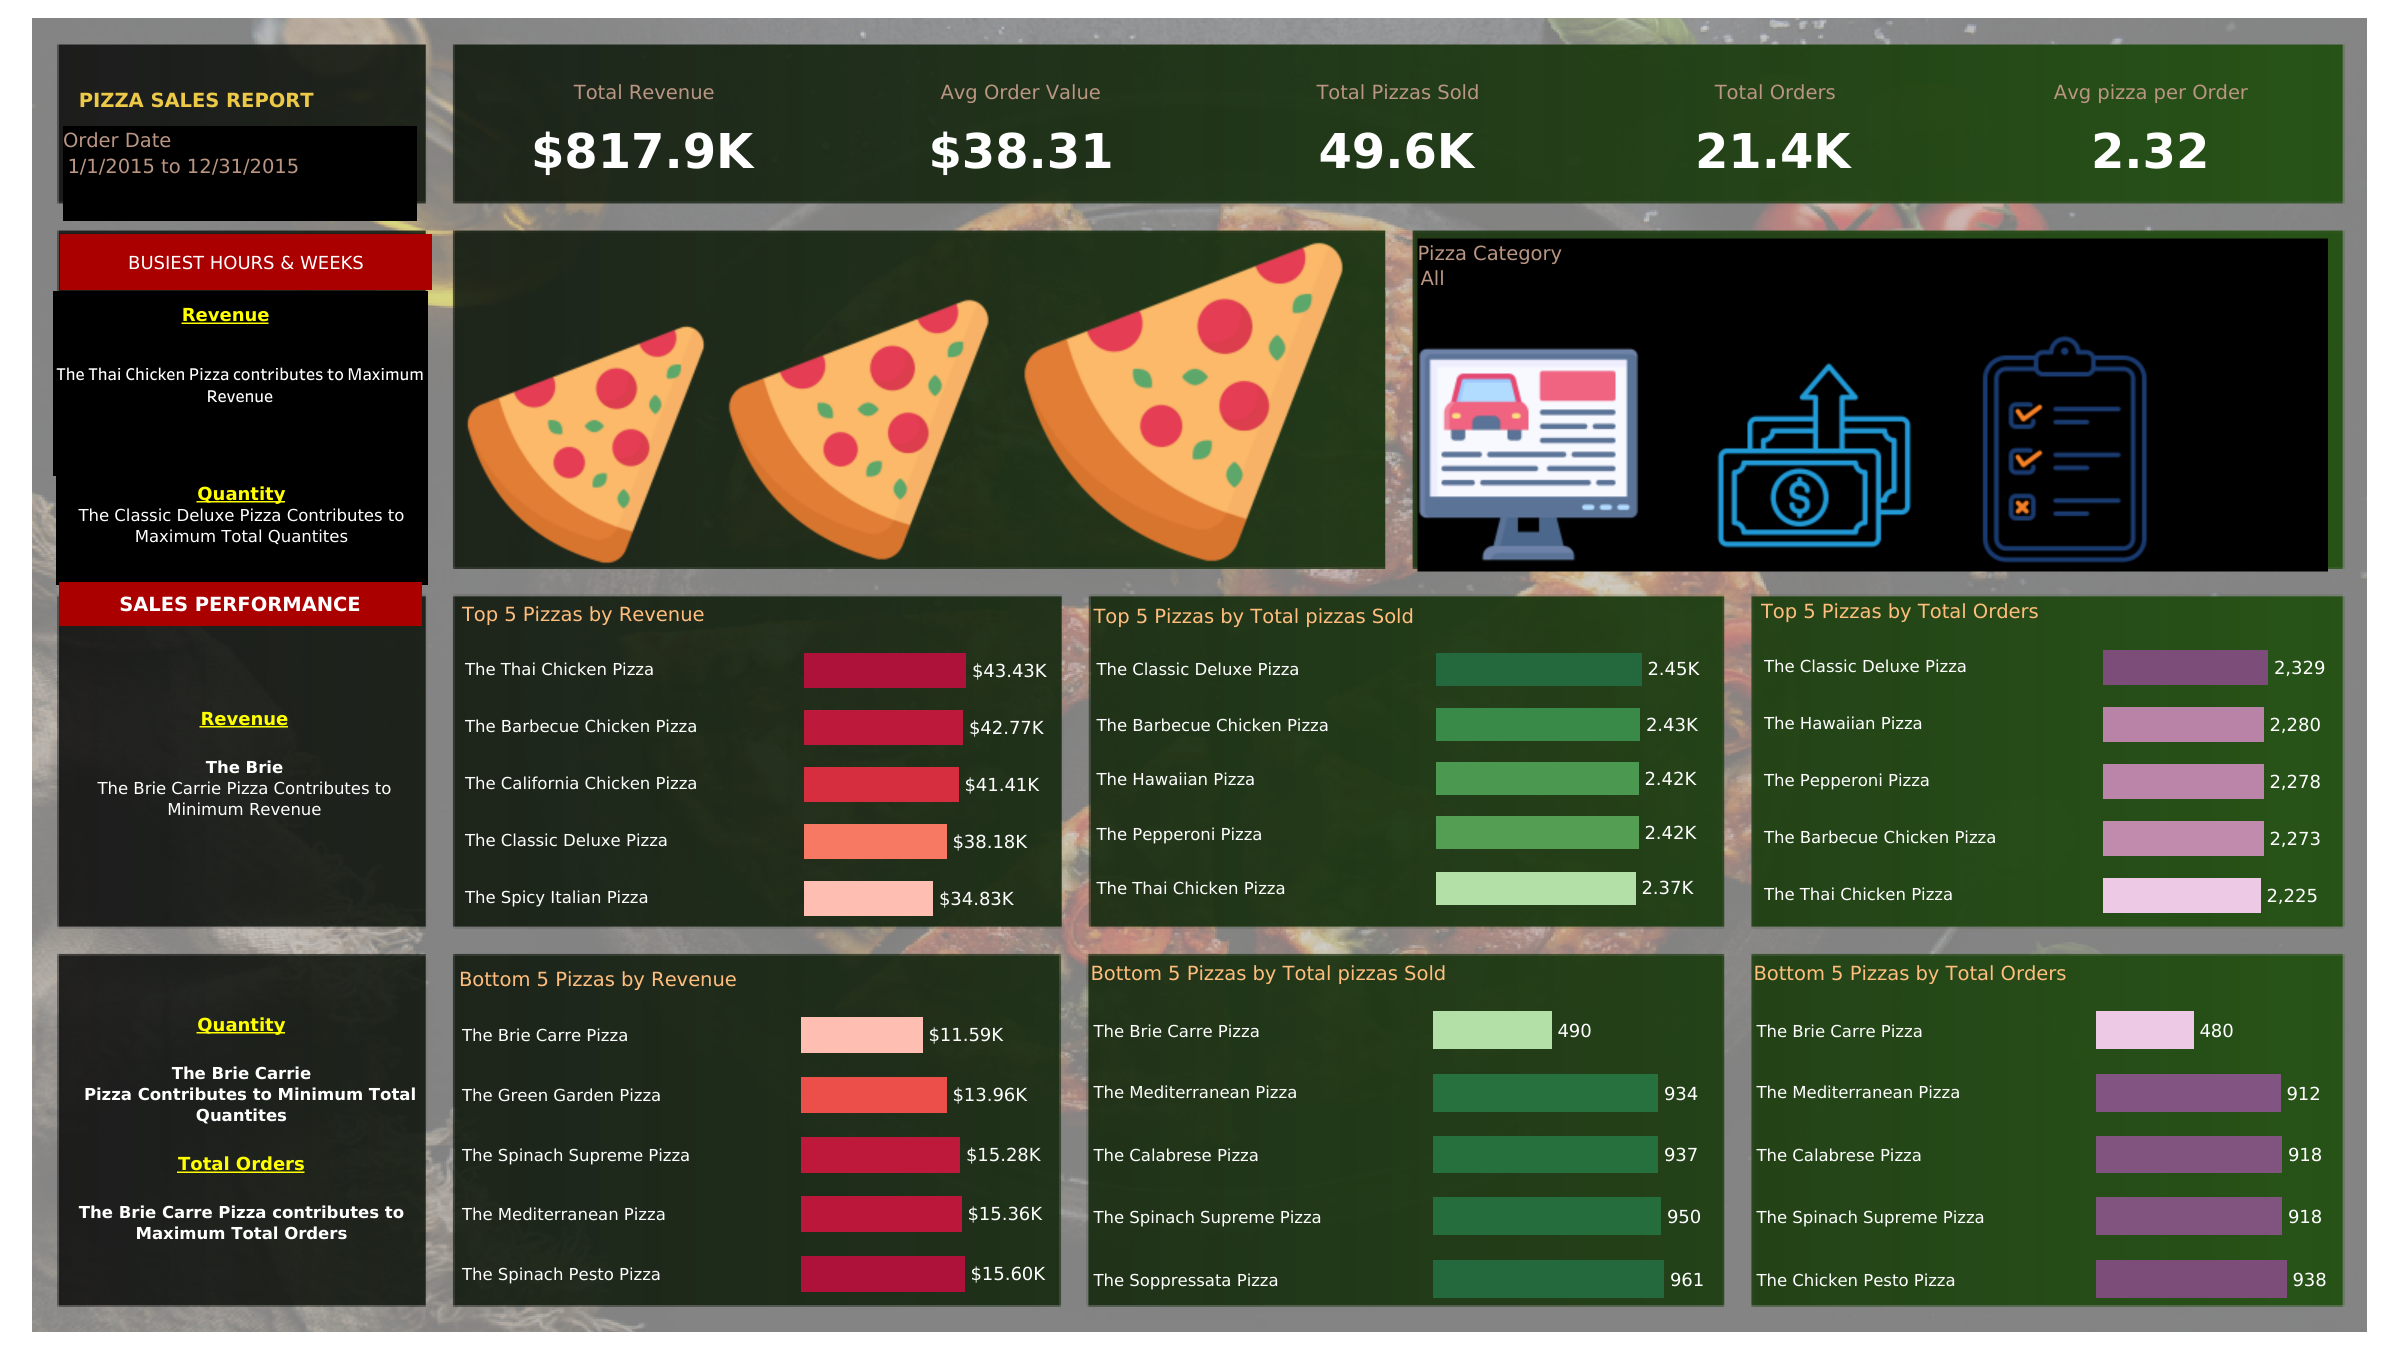 PIZZA SALES REPORT
Order Date
1/1/2015 to 12/31/2015
Total Revenue
$817.9K
Avg Order Value
$38.31
Total Pizzas Sold
49.6K
Total Orders
21.4K
Avg pizza per Order
2.32
BUSIEST HOURS & WEEKS
Revenue
The Thai Chicken Pizza contributes to Maximum
Revenue
Quantity
The Classic Deluxe Pizza Contributes to
Maximum Total Quantites
Pizza Category
All
SALES PERFORMANCE
Revenue
The Brie
The Brie Carrie Pizza Contributes to
Minimum Revenue
Quantity
The Brie Carrie
Pizza Contributes to Minimum Total
Quantites
Total Orders
The Brie Carre Pizza contributes to
Maximum Total Orders
Top 5 Pizzas by Revenue
The Thai Chicken Pizza $43.43K
The Barbecue Chicken Pizza $42.77K
The California Chicken Pizza $41.41K
The Classic Deluxe Pizza $38.18K
The Spicy Italian Pizza $34.83K
Top 5 Pizzas by Total pizzas Sold
The Classic Deluxe Pizza 2.45K
The Barbecue Chicken Pizza 2.43K
The Hawaiian Pizza 2.42K
The Pepperoni Pizza 2.42K
The Thai Chicken Pizza 2.37K
Top 5 Pizzas by Total Orders
The Classic Deluxe Pizza 2,329
The Hawaiian Pizza 2,280
The Pepperoni Pizza 2,278
The Barbecue Chicken Pizza 2,273
The Thai Chicken Pizza 2,225
Bottom 5 Pizzas by Revenue
The Brie Carre Pizza $11.59K
The Green Garden Pizza $13.96K
The Spinach Supreme Pizza $15.28K
The Mediterranean Pizza $15.36K
The Spinach Pesto Pizza $15.60K
Bottom 5 Pizzas by Total pizzas Sold
The Brie Carre Pizza 490
The Mediterranean Pizza 934
The Calabrese Pizza 937
The Spinach Supreme Pizza 950
The Soppressata Pizza 961
Bottom 5 Pizzas by Total Orders
The Brie Carre Pizza 480
The Mediterranean Pizza 912
The Calabrese Pizza 918
The Spinach Supreme Pizza 918
The Chicken Pesto Pizza 938